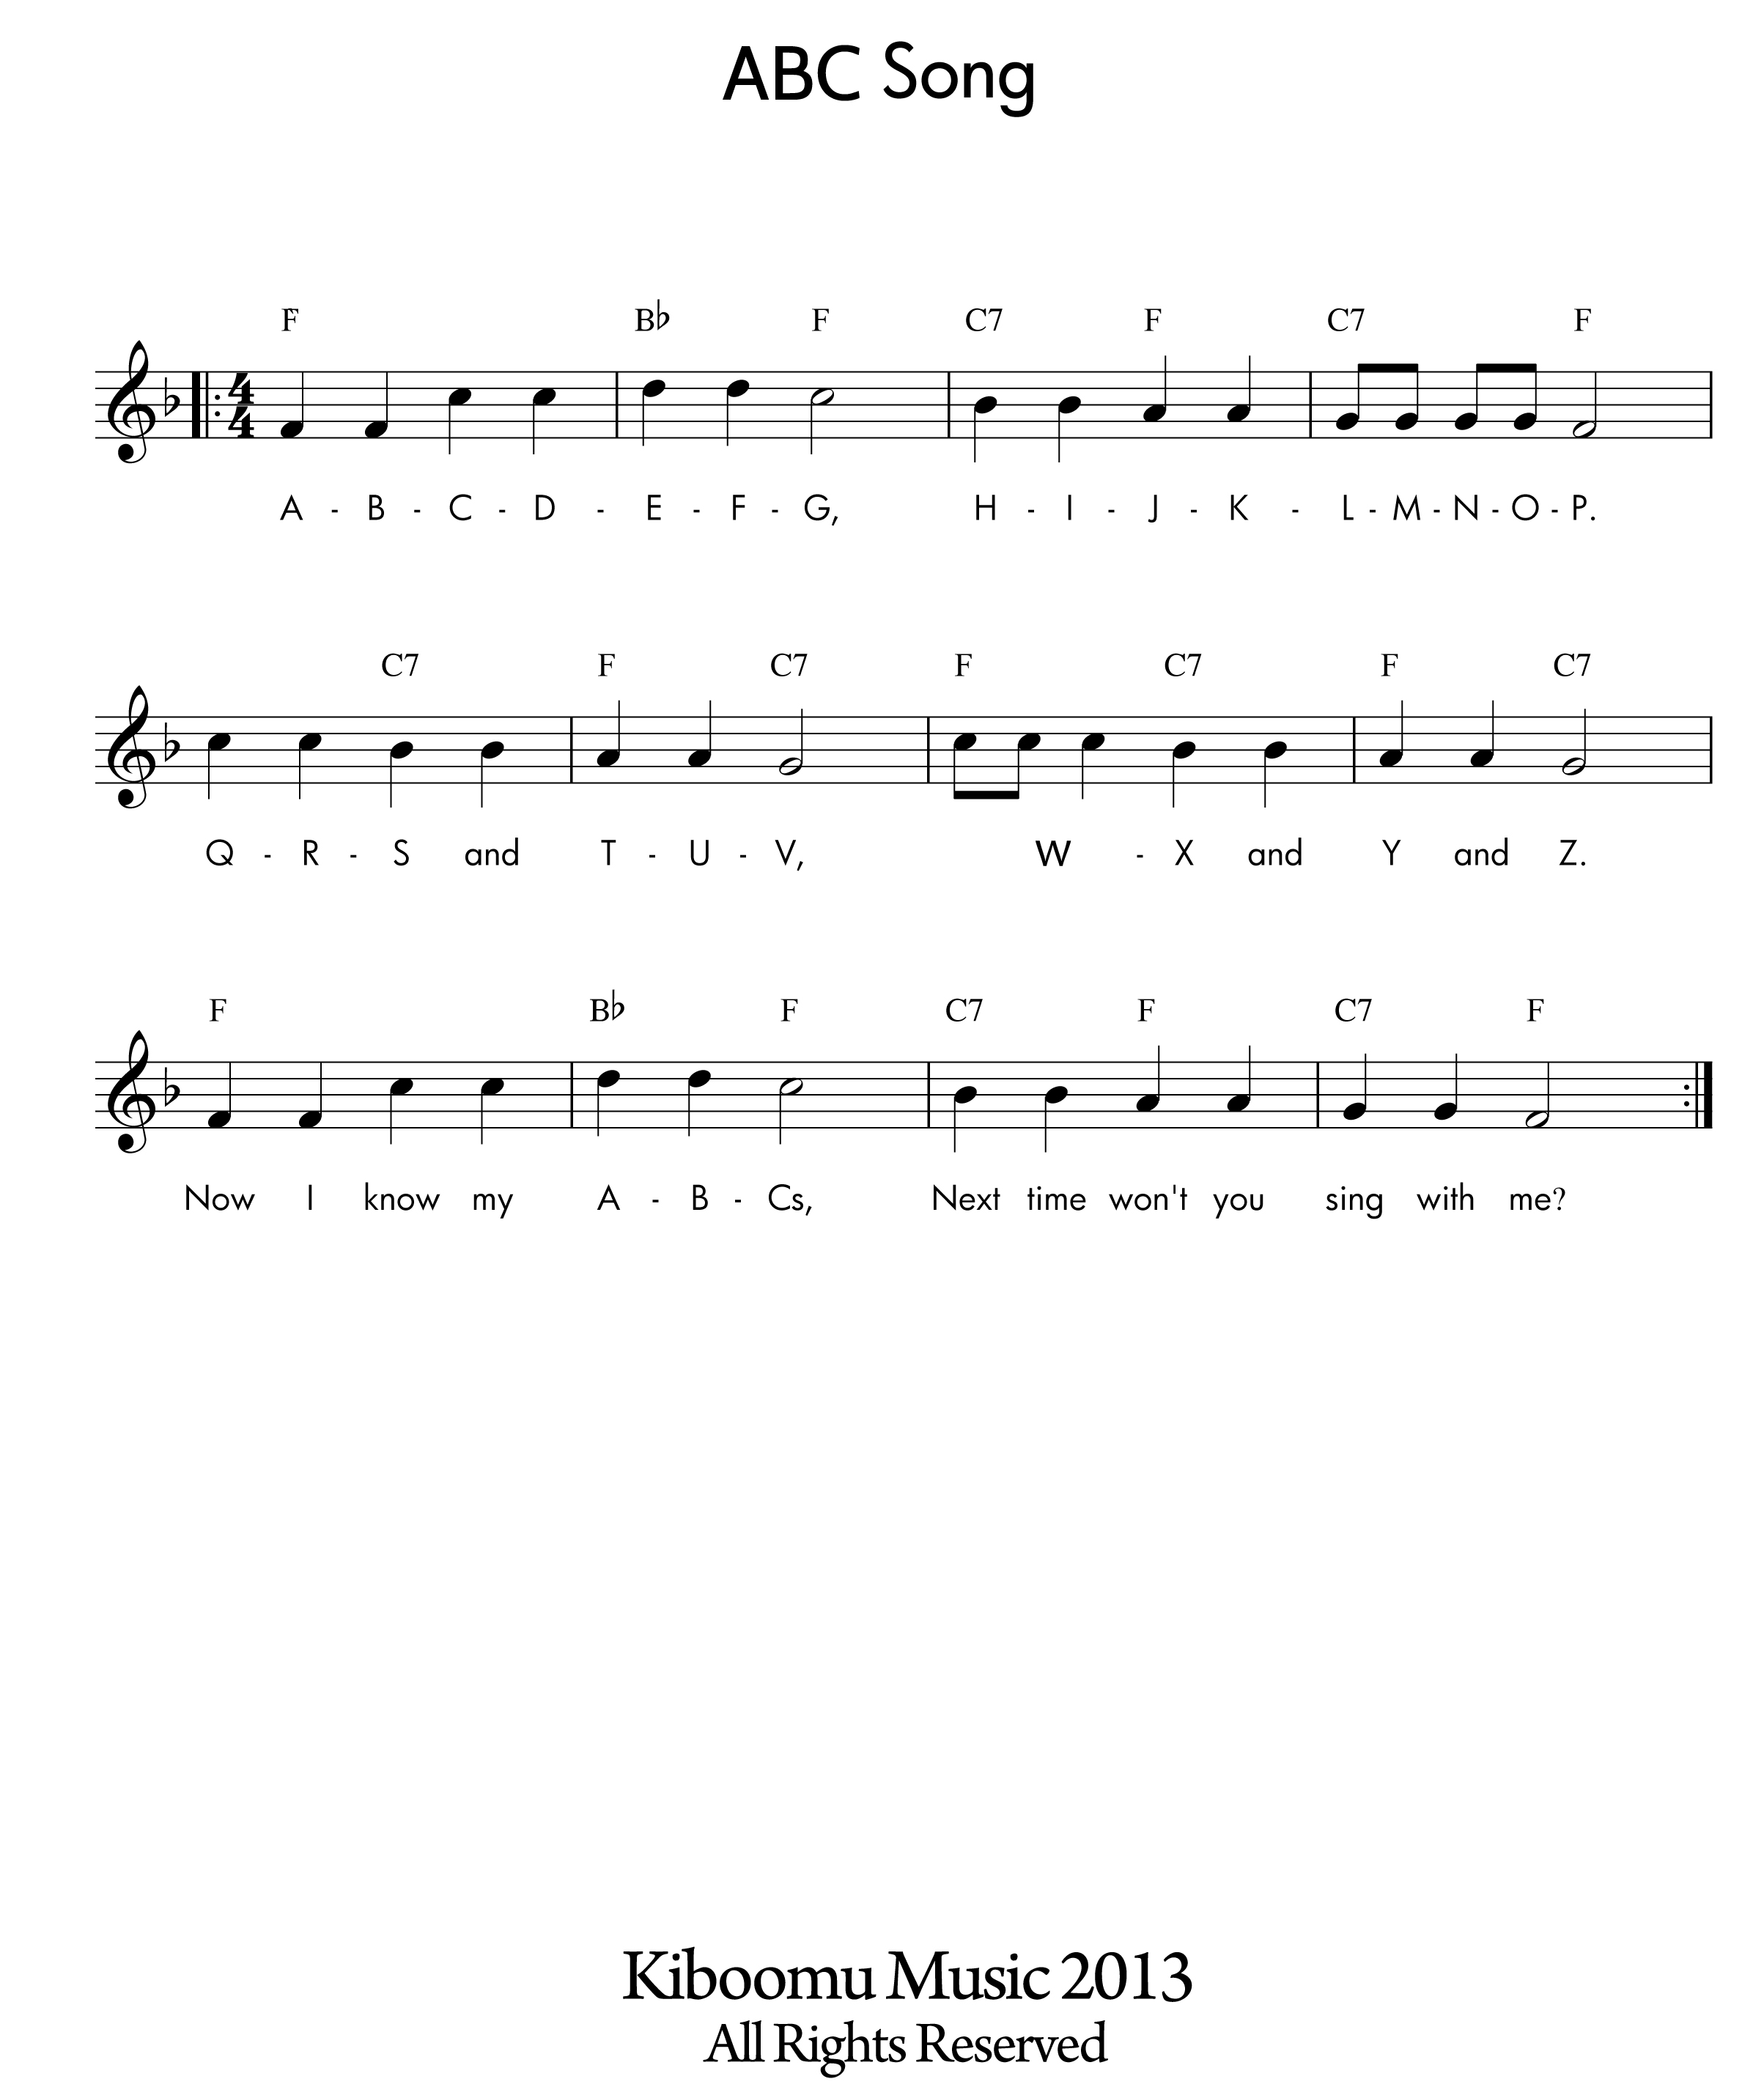 ABC Song
F B♭ F C7 F C7 F
4
4
A - B - C - D - E - F - G, H - I - J - K - L - M - N - O - P.
C7 F C7 F C7 F C7
Q - R - S and T - U - V, W - X and Y and Z.
F B♭ F C7 F C7 F
Now I know my A - B - Cs, Next time won't you sing with me?
Kiboomu Music 2013
All Rights Reserved